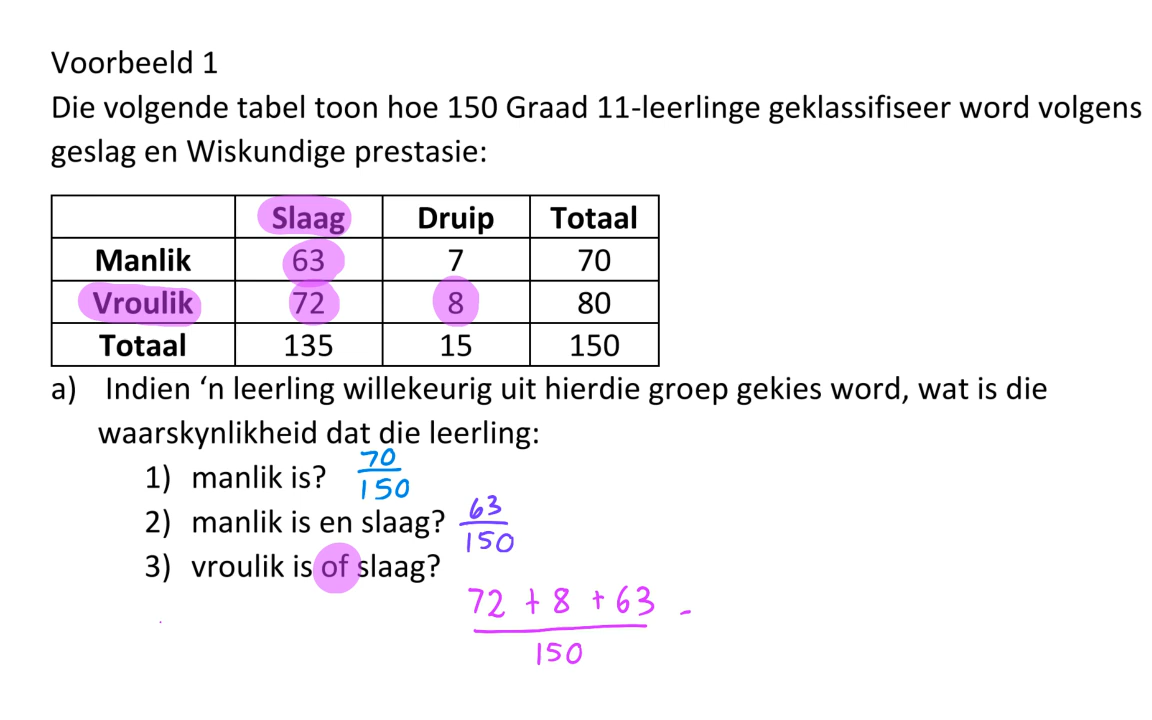 Voorbeeld 1
Die volgende tabel toon hoe 150 Graad 11-leerlinge geklassifiseer word volgens
geslag en Wiskundige prestasie:
Slaag Druip Totaal
Manlik 63 7 70
Vroulik 72 8 80
Totaal 135 15 150
a) Indien ‘n leerling willekeurig uit hierdie groep gekies word, wat is die
waarskynlikheid dat die leerling:
1) manlik is? 70/150
2) manlik is en slaag? 63/150
3) vroulik is of slaag?
72 + 8 + 63 -
150